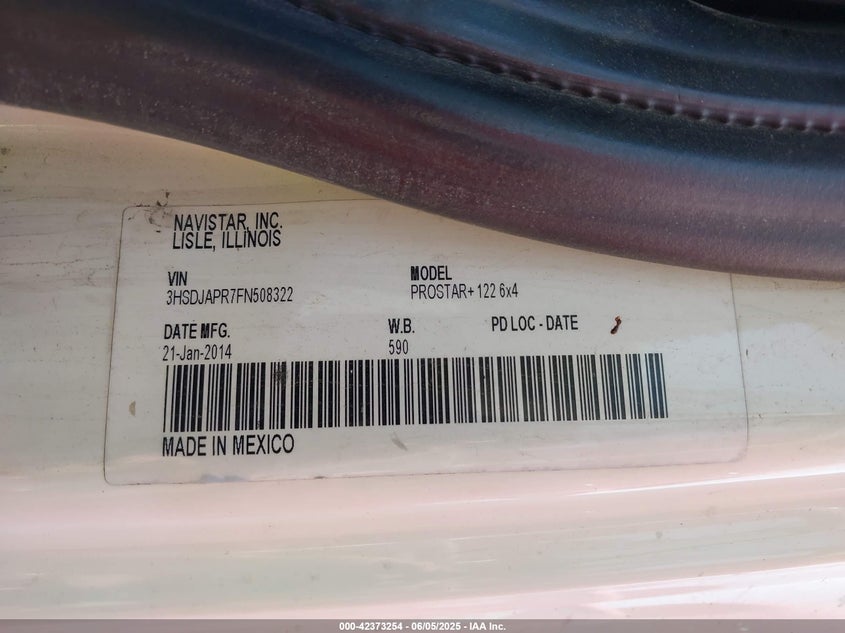 NAVISTAR, INC.
LISLE, ILLINOIS
VIN
3HSDJAPR7FN508322
MODEL
PROSTAR+ 122 6x4
DATE MFG.
21-Jan-2014
W.B.
590
PD LOC - DATE
MADE IN MEXICO
000-42373254 - 06/05/2025 - IAA Inc.